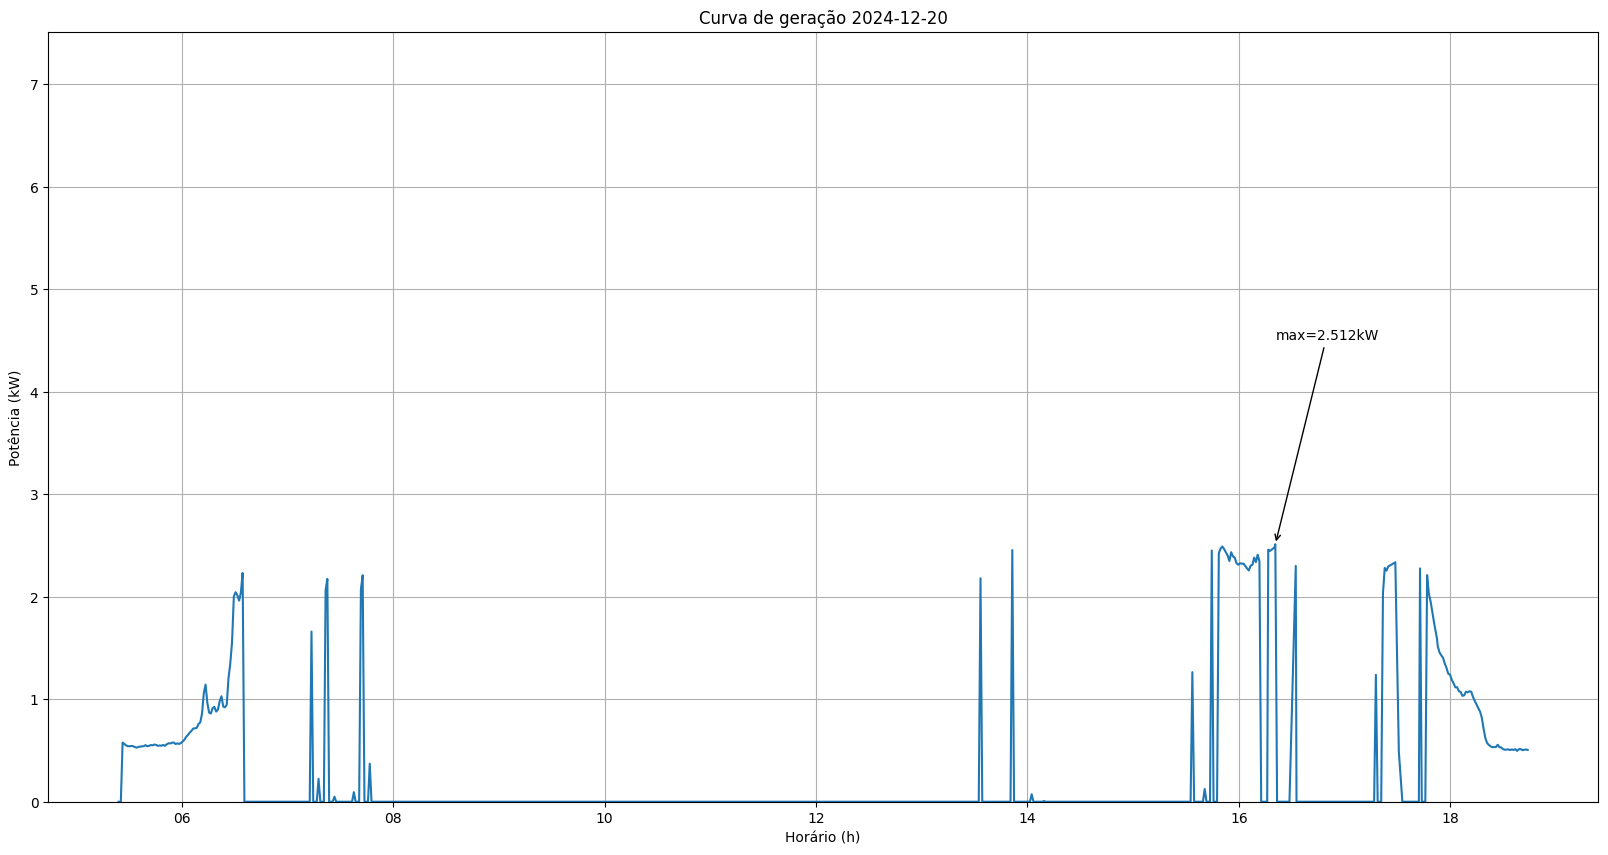 Curva de geração 2024-12-20
Potência (kW)
7
6
5
4
3
2
1
0
max=2.512kW
06 08 10 12 14 16 18
Horário (h)